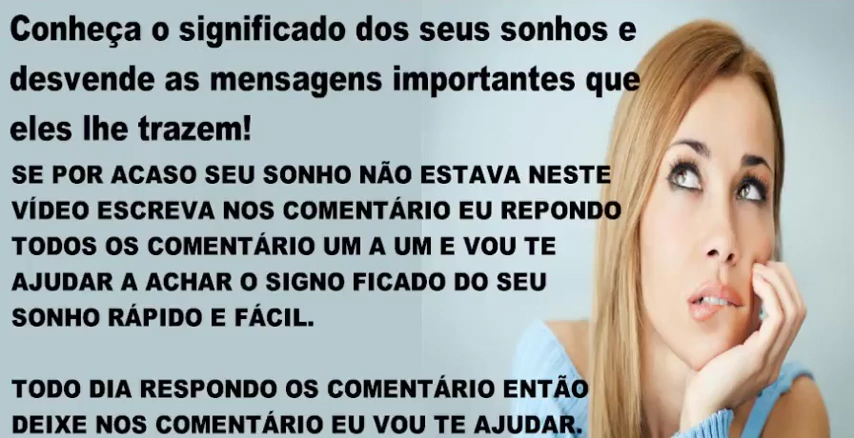 Conheça o significado dos seus sonhos e
desvende as mensagens importantes que
eles lhe trazem!
SE POR ACASO SEU SONHO NÃO ESTAVA NESTE
VÍDEO ESCREVA NOS COMENTÁRIO EU REPONDO
TODOS OS COMENTÁRIO UM A UM E VOU TE
AJUDAR A ACHAR O SIGNO FICADO DO SEU
SONHO RÁPIDO E FÁCIL.
TODO DIA RESPONDO OS COMENTÁRIO ENTÃO
DEIXE NOS COMENTÁRIO EU VOU TE AJUDAR.